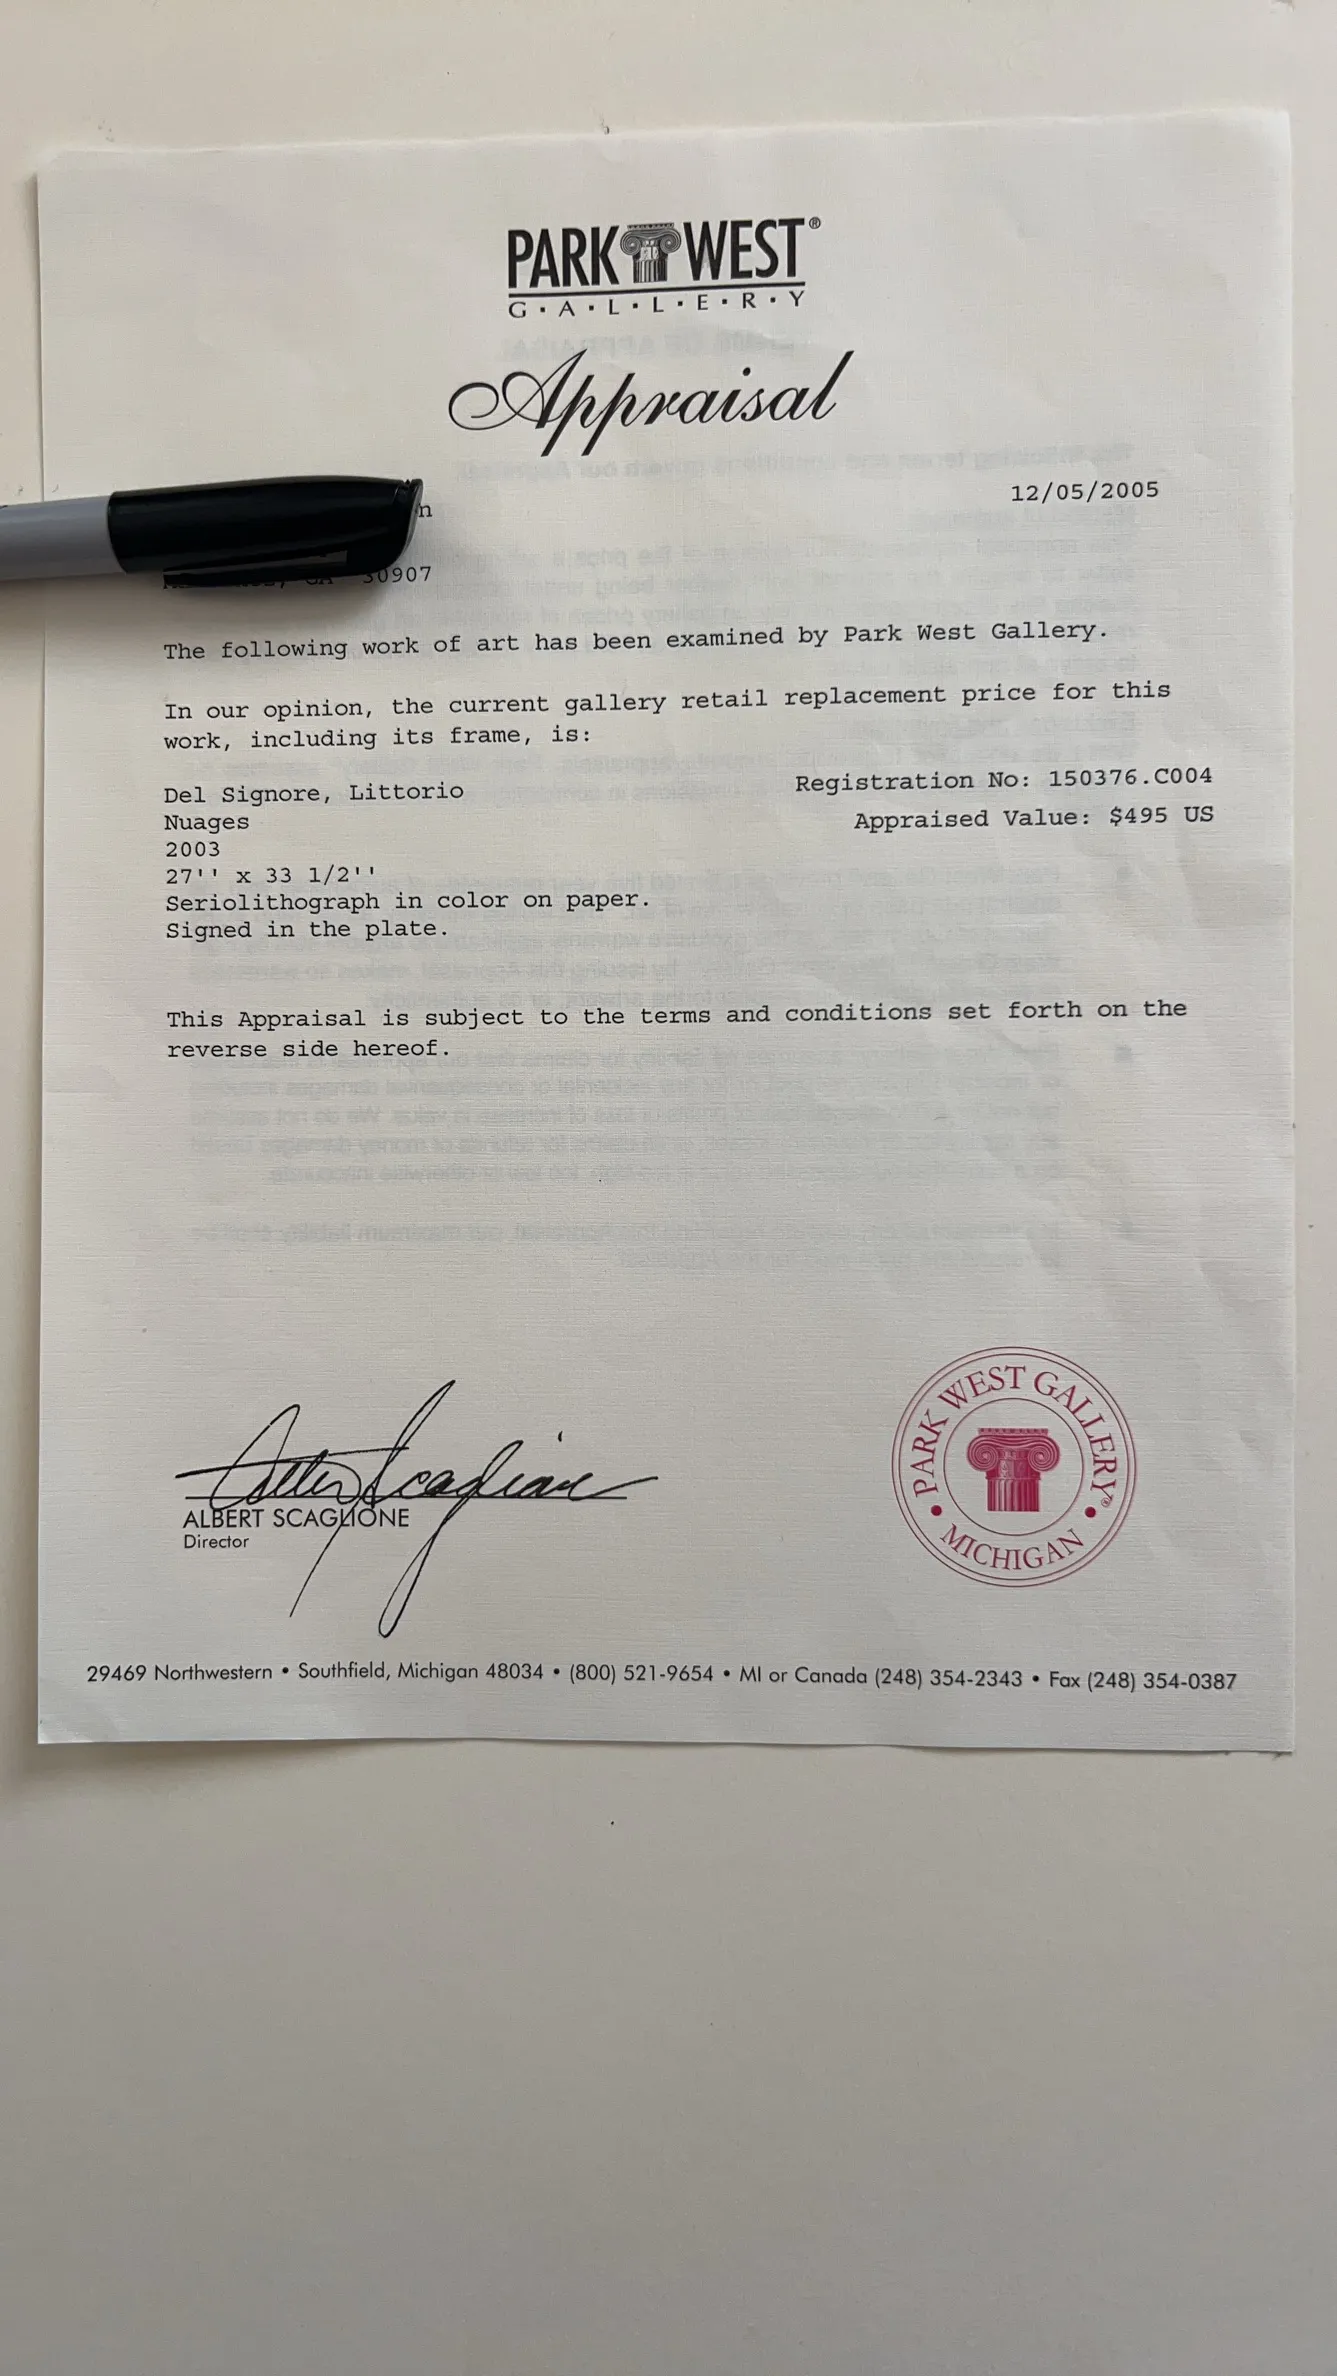 PARK WEST®
G·A·L·L·E·R·Y
Appraisal
12/05/2005
30907
The following work of art has been examined by Park West Gallery.
In our opinion, the current gallery retail replacement price for this
work, including its frame, is:
Del Signore, Littorio
Registration No: 150376.C004
Nuages
Appraised Value: $495 US
2003
27'' x 33 1/2''
Seriolithograph in color on paper.
Signed in the plate.
This Appraisal is subject to the terms and conditions set forth on the
reverse side hereof.
ALBERT SCAGLIONE
Director
PARK WEST GALLERY®
• MICHIGAN •
29469 Northwestern • Southfield, Michigan 48034 • (800) 521-9654 • MI or Canada (248) 354-2343 • Fax (248) 354-0387